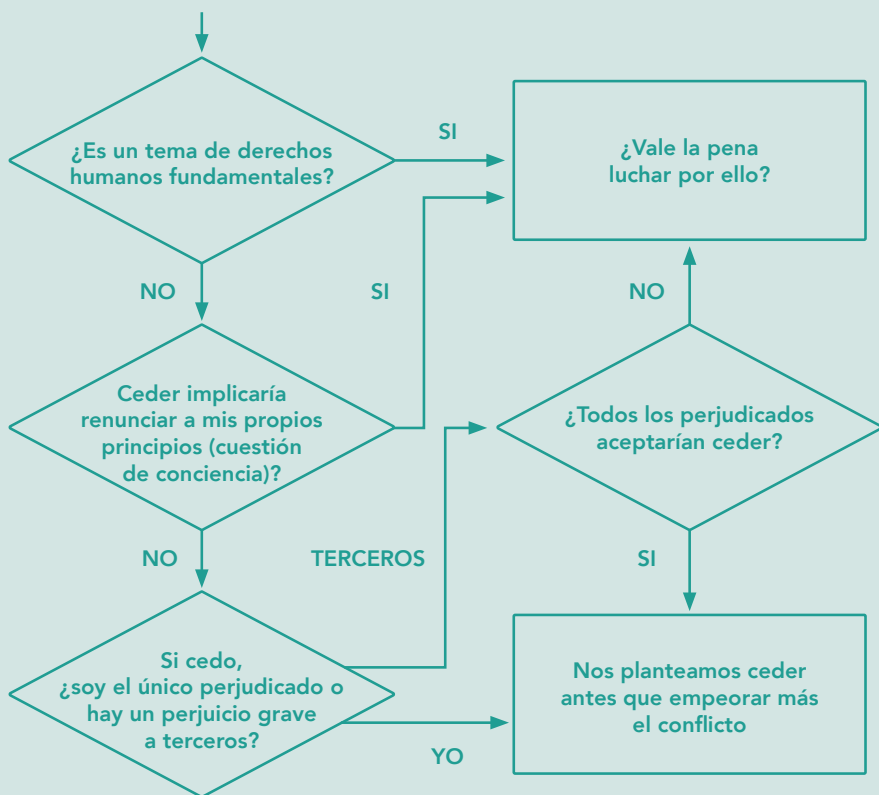 ¿Es un tema de derechos
humanos fundamentales?
SI
¿Vale la pena
luchar por ello?
NO
SI
NO
Ceder implicaría
renunciar a mis propios
principios (cuestión
de conciencia)?
¿Todos los perjudicados
aceptarían ceder?
NO
TERCEROS
SI
Si cedo,
¿soy el único perjudicado o
hay un perjuicio grave
a terceros?
Nos planteamos ceder
antes que empeorar más
el conflicto
YO